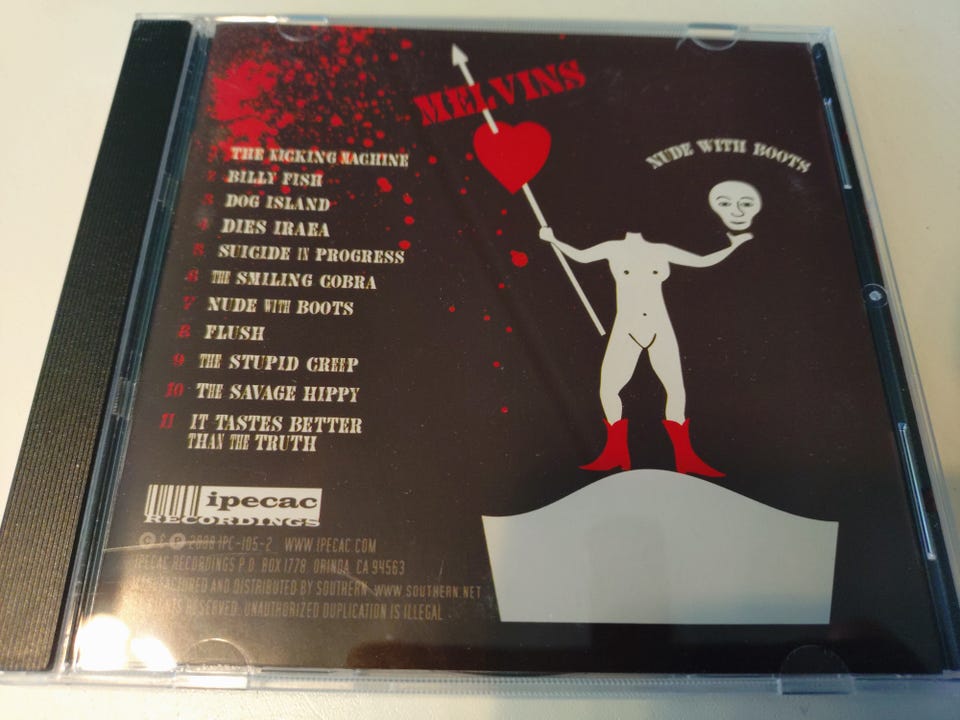 MELVINS
NUDE WITH BOOTS
1 THE KICKING MACHINE
2 BILLY FISH
3 DOG ISLAND
4 DIES IRAEA
5 SUICIDE IN PROGRESS
6 THE SMILING COBRA
7 NUDE WITH BOOTS
8 FLUSH
9 THE STUPID CREEP
10 THE SAVAGE HIPPY
11 IT TASTES BETTER
THAN THE TRUTH
ipecac
RECORDINGS
© & ℗ 2008 IPC-105-2 WWW.IPECAC.COM
IPECAC RECORDINGS P.O. BOX 1778, ORINDA, CA 94563
MANUFACTURED AND DISTRIBUTED BY SOUTHERN WWW.SOUTHERN.NET
RIGHTS RESERVED. UNAUTHORIZED DUPLICATION IS ILLEGAL